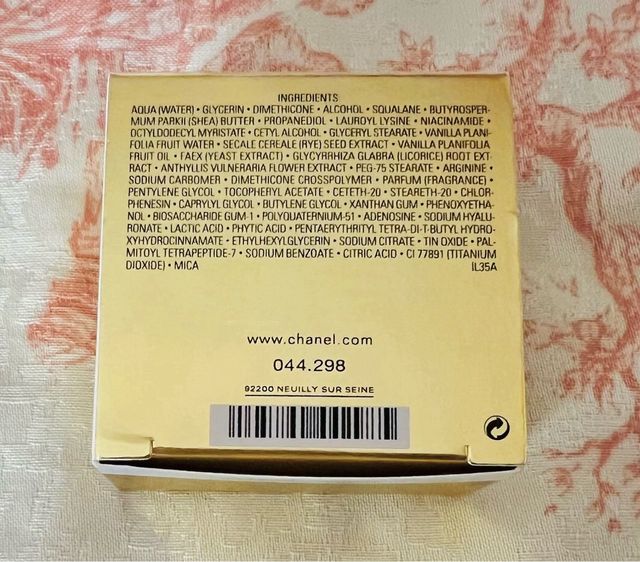 INGREDIENTS
AQUA (WATER) • GLYCERIN • DIMETHICONE • ALCOHOL • SQUALANE • BUTYROSPER-
MUM PARKII (SHEA) BUTTER • PROPANEDIOL • LAUROYL LYSINE • NIACINAMIDE •
OCTYLDODECYL MYRISTATE • CETYL ALCOHOL • GLYCERYL STEARATE • VANILLA PLANI-
FOLIA FRUIT WATER • SECALE CEREALE (RYE) SEED EXTRACT • VANILLA PLANIFOLIA
FRUIT OIL • FAEX (YEAST EXTRACT) • GLYCYRRHIZA GLABRA (LICORICE) ROOT EXT-
RACT • ANTHYLLIS VULNERARIA FLOWER EXTRACT • PEG-75 STEARATE • ARGININE •
SODIUM CARBOMER • DIMETHICONE CROSSPOLYMER • PARFUM (FRAGRANCE) •
PENTYLENE GLYCOL • TOCOPHERYL ACETATE • CETETH-20 • STEARETH-20 • CHLOR-
PHENESIN • CAPRYLYL GLYCOL • BUTYLENE GLYCOL • XANTHAN GUM • PHENOXYETHA-
NOL • BIOSACCHARIDE GUM-1 • POLYQUATERNIUM-51 • ADENOSINE • SODIUM HYALU-
RONATE • LACTIC ACID • PHYTIC ACID • PENTAERYTHRITYL TETRA-DI-T-BUTYL HYDRO-
XYHYDROCINNAMATE • ETHYLHEXYLGLYCERIN • SODIUM CITRATE • TIN OXIDE • PAL-
MITOYL TETRAPEPTIDE-7 • SODIUM BENZOATE • CITRIC ACID • CI 77891 (TITANIUM
DIOXIDE) • MICA IL35A
www.chanel.com
044.298
92200 NEUILLY SUR SEINE